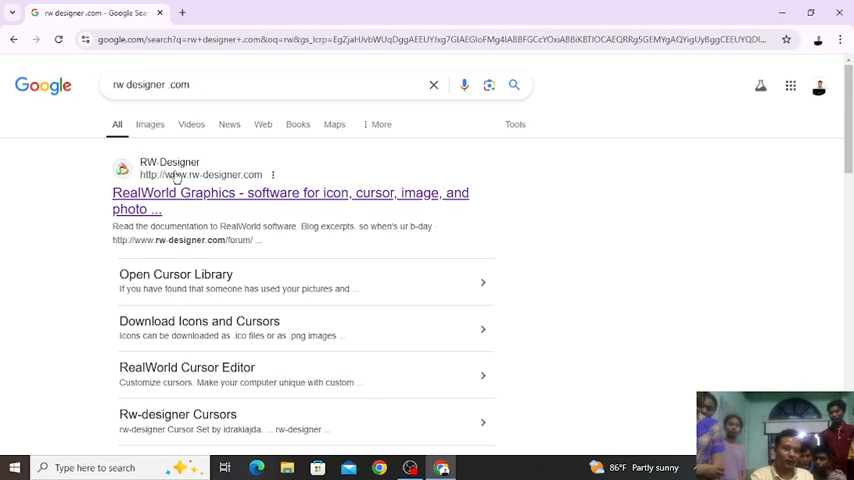 rw designer .com - Google Sea
google.com/search?q=rw+designer+.com&oq=rw&gs_lcrp=
Google
rw designer .com
All Images Videos News Web Books Maps More Tools
RW-Designer
http://www.rw-designer.com
RealWorld Graphics - software for icon, cursor, image, and
photo ...
Read the documentation to RealWorld software. Blog excerpts. so when's ur b-day ·
http://www.rw-designer.com/forum/ ...
Open Cursor Library
If you have found that someone has used your pictures and ...
Download Icons and Cursors
Icons can be downloaded as .ico files or as .png images ...
RealWorld Cursor Editor
Customize cursors. Make your computer unique with custom ...
Rw-designer Cursors
rw-designer Cursor Set by idrakiajda. ... rw-designer ...
Type here to search
86°F Partly sunny